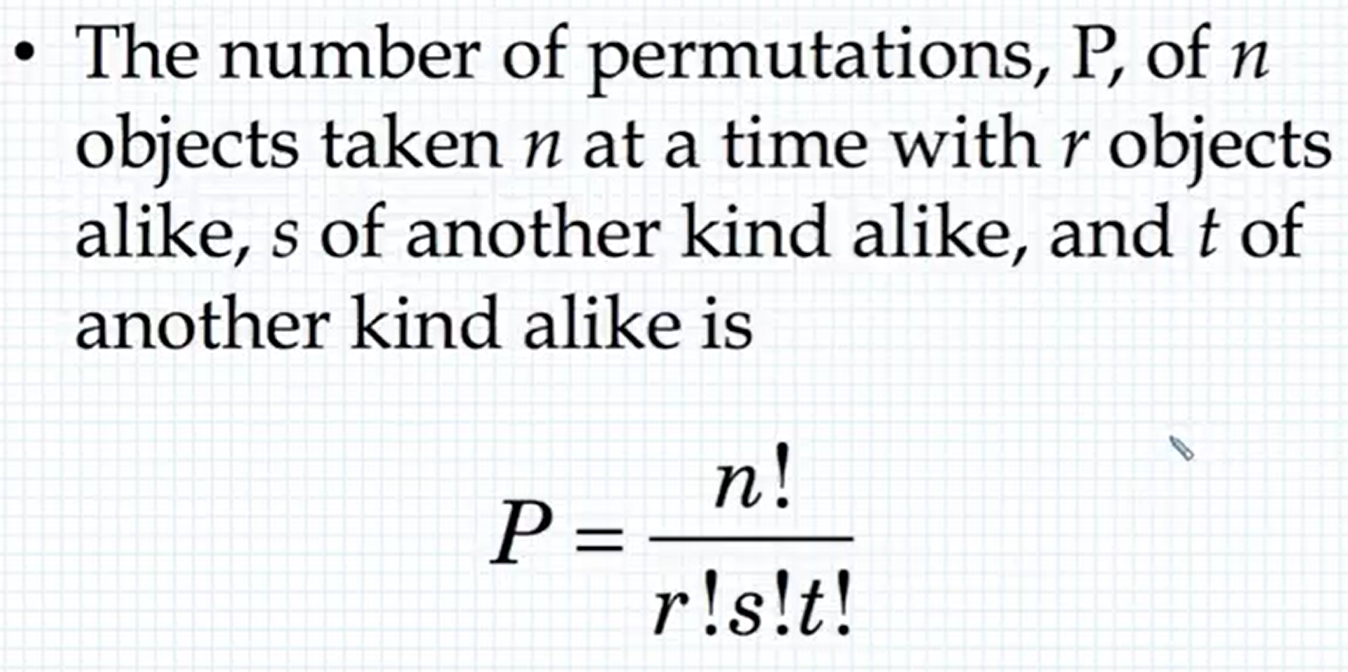 • The number of permutations, P, of n
objects taken n at a time with r objects
alike, s of another kind alike, and t of
another kind alike is
P = n! / r!s!t!